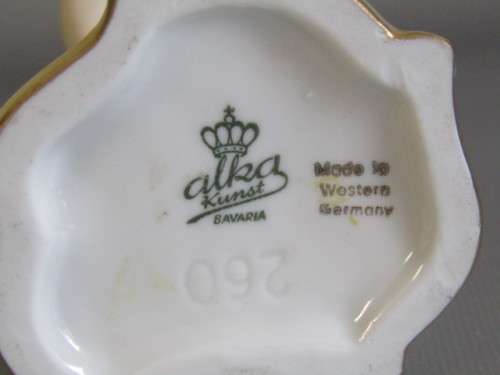 alka
Kunst
BAVARIA
Made in
Western
Germany
260